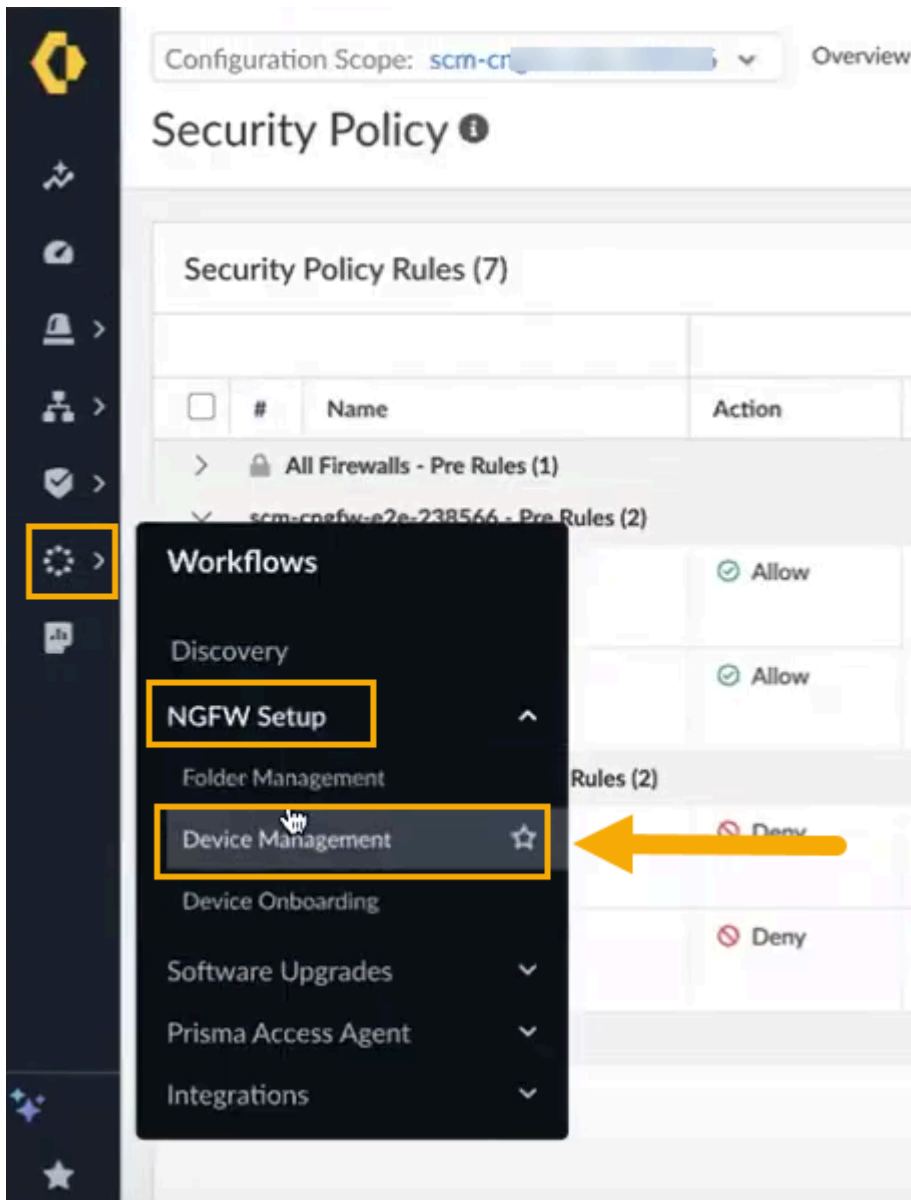 Configuration Scope: scm-cn
Overview
Security Policy
Security Policy Rules (7)
# Name Action
All Firewalls - Pre Rules (1)
scm-cngfw-e2e-238566 - Pre Rules (2)
Workflows
Allow
Discovery
Allow
NGFW Setup
Folder Management
Rules (2)
Device Management
Deny
Device Onboarding
Deny
Software Upgrades
Prisma Access Agent
Integrations